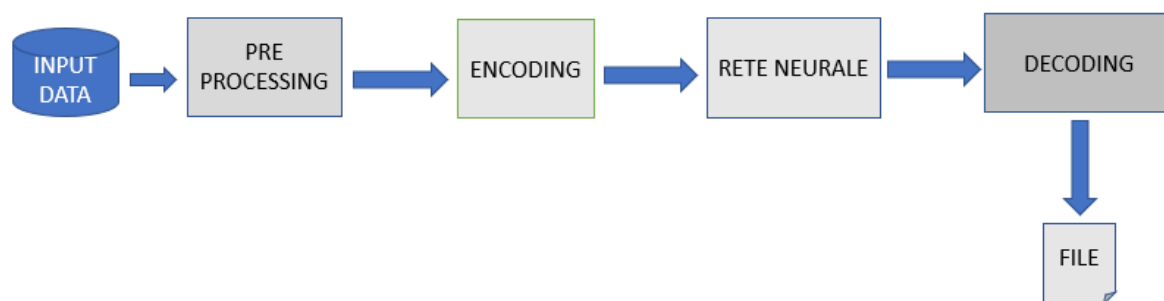 INPUT
DATA
PRE
PROCESSING
ENCODING
RETE NEURALE
DECODING
FILE